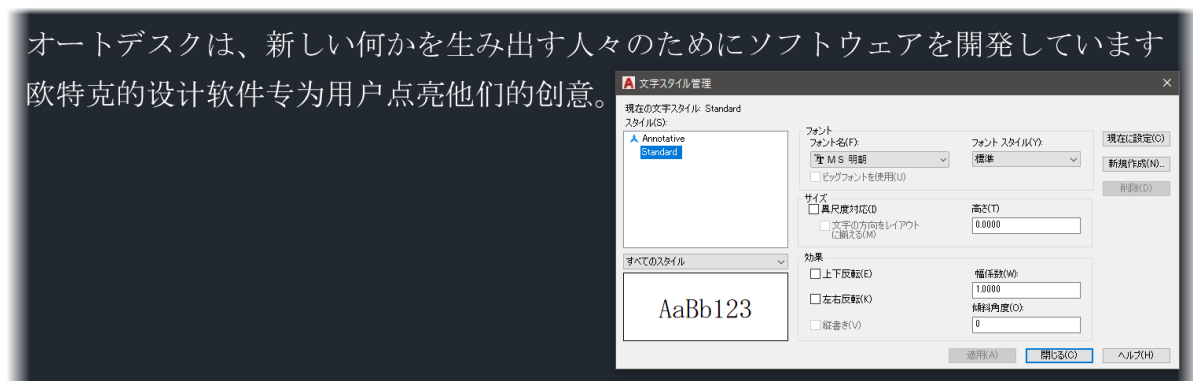 オートデスクは、新しい何かを生み出す人々のためにソフトウェアを開発しています
欧特克的设计软件专为用户点亮他们的创意。
文字スタイル管理
現在の文字スタイル: Standard
スタイル(S):
Annotative
Standard
すべてのスタイル
AaBb123
フォント
フォント名(F):
フォント スタイル(Y):
MS 明朝
標準
ビッグフォントを使用(U)
サイズ
異尺度対応(I)
高さ(T)
文字の方向をレイアウト
に揃える(M)
0.0000
効果
上下反転(E)
幅係数(W):
1.0000
左右反転(K)
傾斜角度(O):
縦書き(V)
0
現在に設定(C)
新規作成(N)...
削除(D)
適用(A)
閉じる(C)
ヘルプ(H)